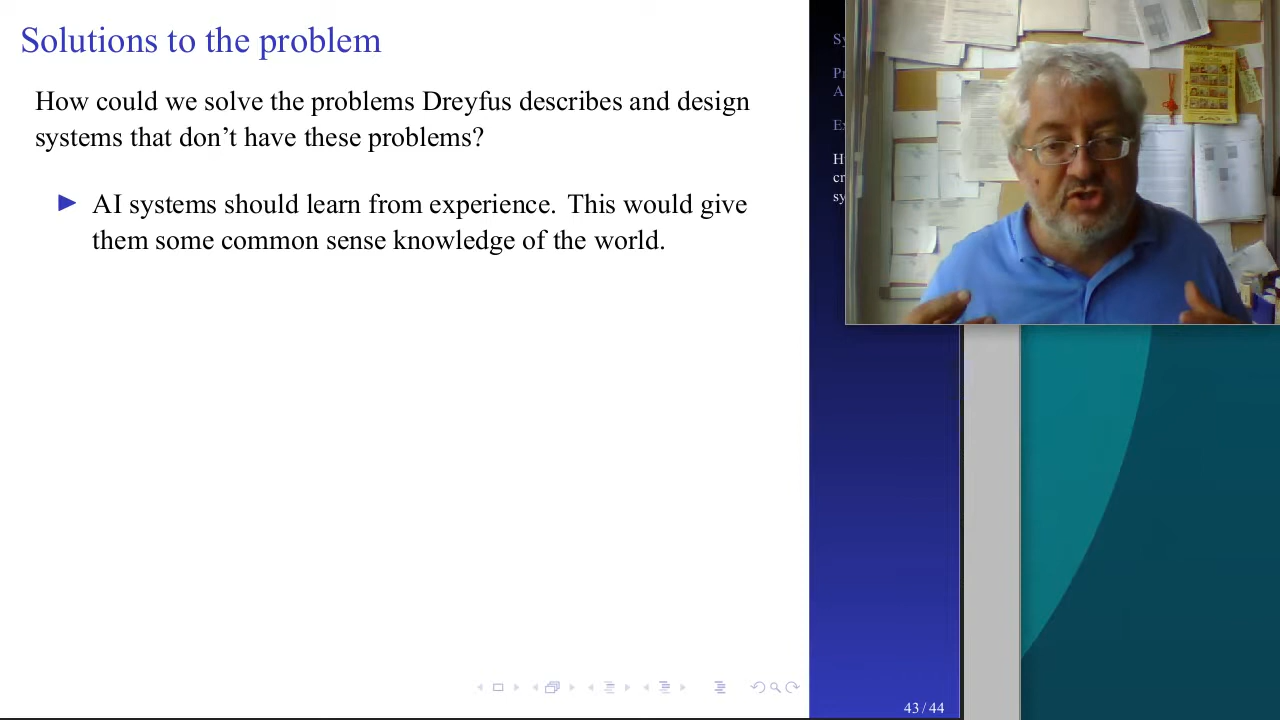 Solutions to the problem
How could we solve the problems Dreyfus describes and design
systems that don’t have these problems?
AI systems should learn from experience. This would give
them some common sense knowledge of the world.
43 / 44